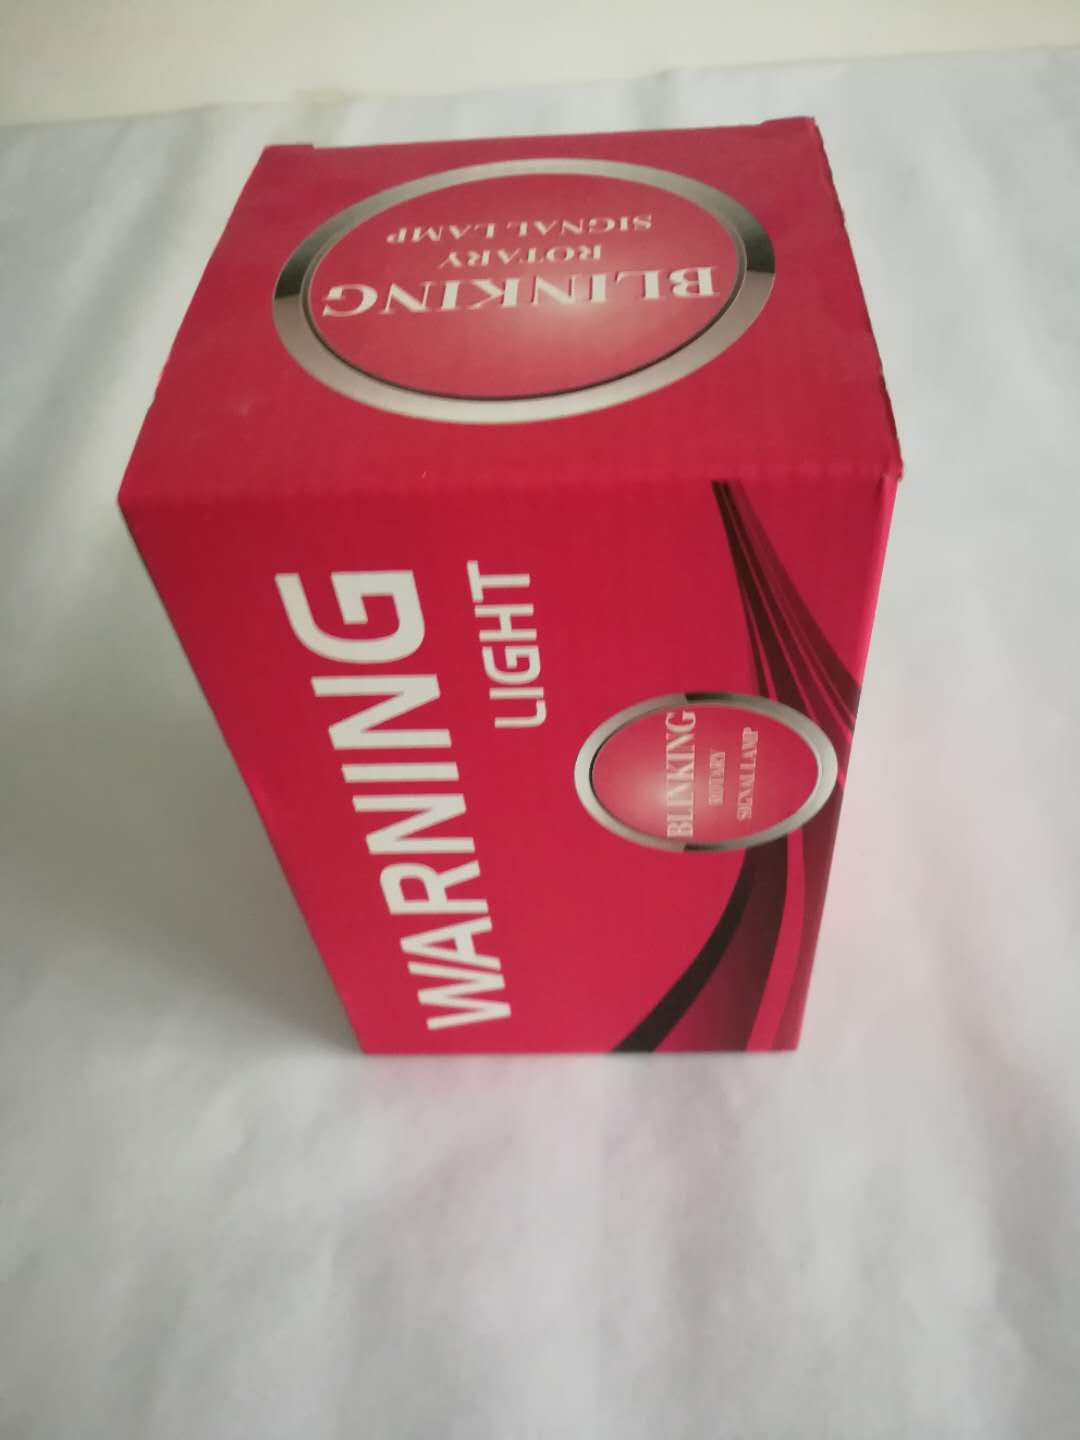 BLINKING
ROTARY
SIGNAL LAMP
WARNING
LIGHT
BLINKING
ROTARY
SIGNAL LAMP